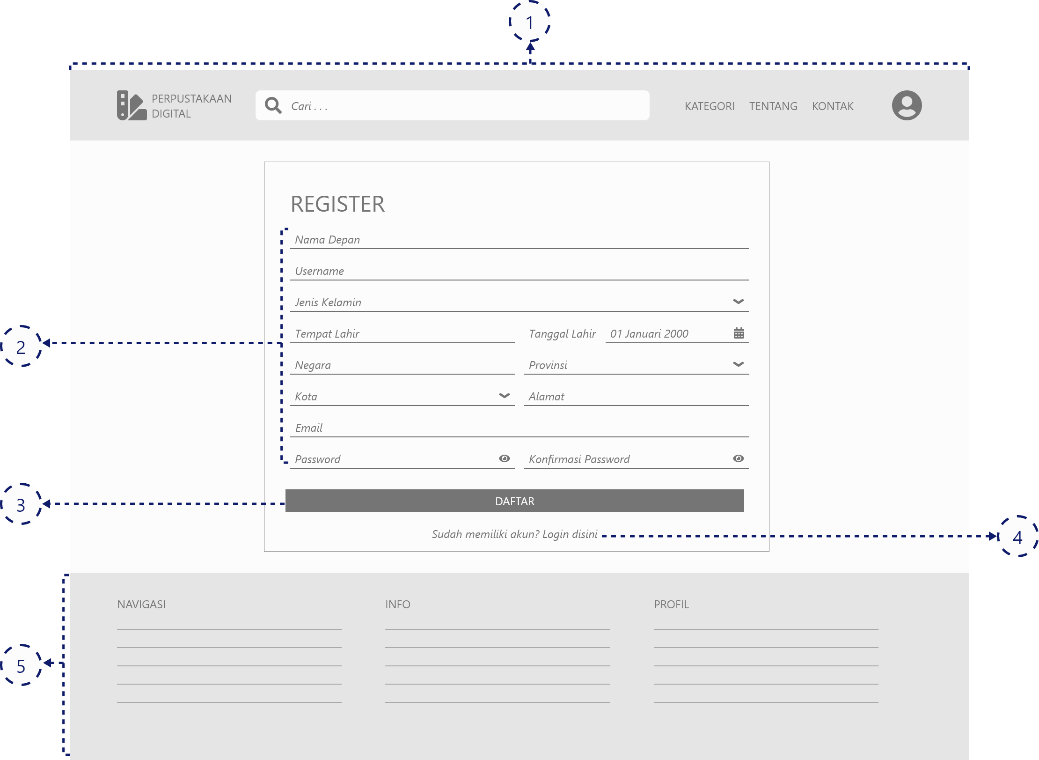 1
PERPUSTAKAAN
DIGITAL
Cari . . .
KATEGORI TENTANG KONTAK
REGISTER
Nama Depan
Username
Jenis Kelamin
Tempat Lahir Tanggal Lahir 01 Januari 2000
2
Negara Provinsi
Kota Alamat
Email
Password Konfirmasi Password
3
DAFTAR
Sudah memiliki akun? Login disini
4
NAVIGASI INFO PROFIL
5